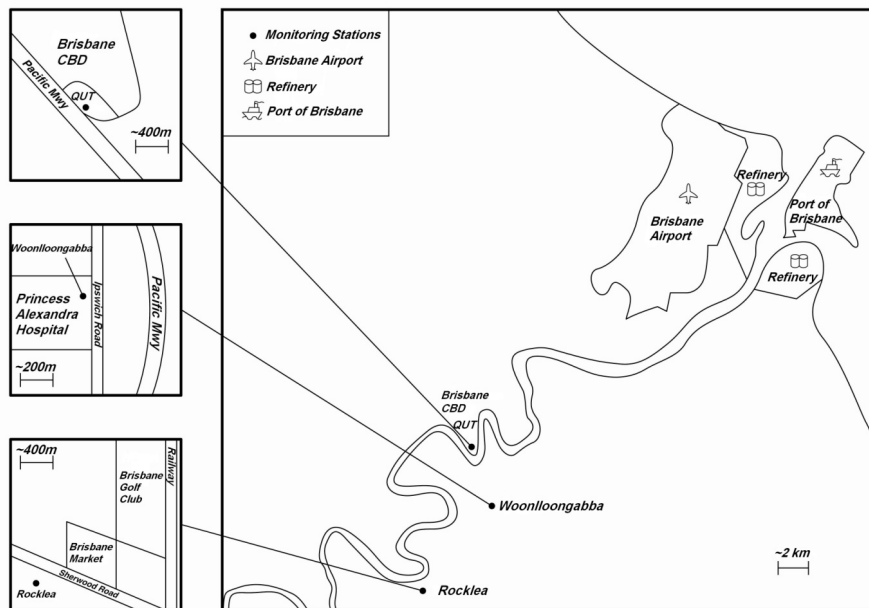 Brisbane
CBD
Pacific Mwy
QUT
~400m
Woonlloongabba
Princess
Alexandra
Hospital
Ipswich Road
Pacific Mwy
~200m
~400m
Brisbane
Golf
Club
Railway
Brisbane
Market
Sherwood Road
Rocklea
Monitoring Stations
Brisbane Airport
Refinery
Port of Brisbane
Refinery
Port of
Brisbane
Brisbane
Airport
Refinery
Brisbane
CBD
QUT
Woonlloongabba
~2 km
Rocklea